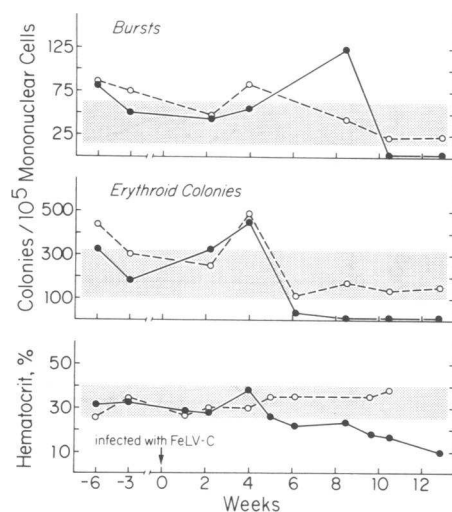 Bursts
125
75
25
Erythroid Colonies
500
300
100
Colonies / 10⁵ Mononuclear Cells
50
30
10
Hematocrit, %
infected with FeLV-C
-6 -3 0 2 4 6 8 10 12
Weeks